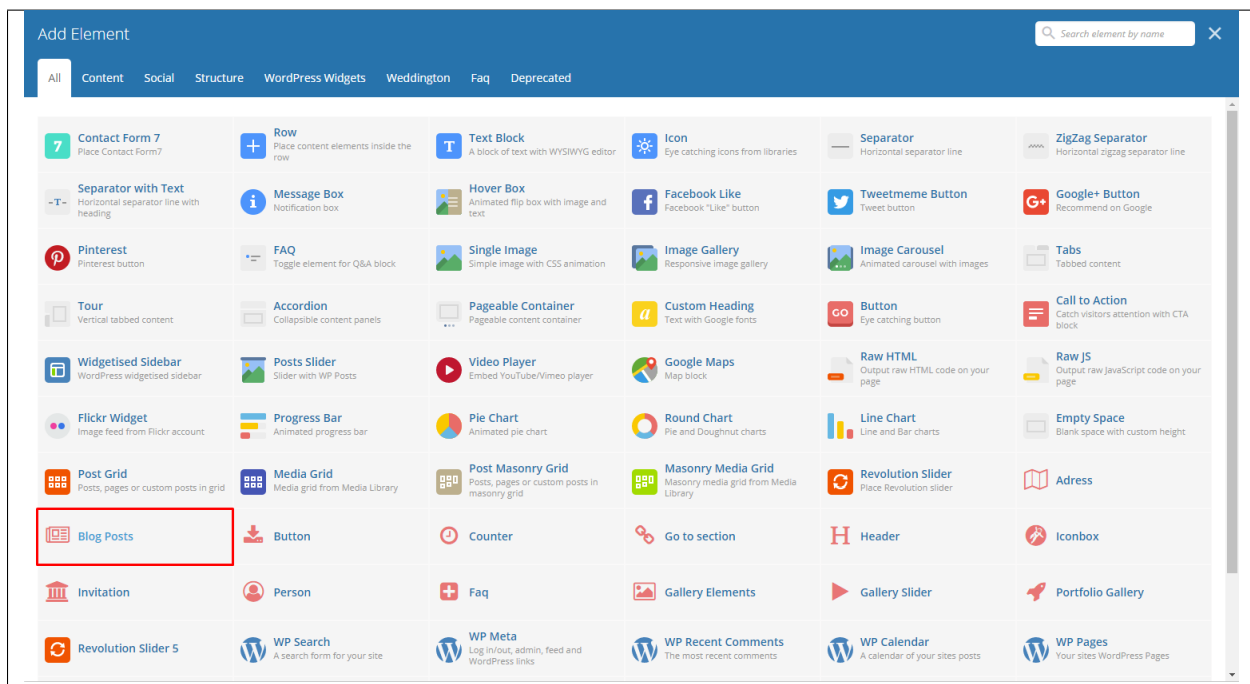 Add Element
Search element by name
All Content Social Structure WordPress Widgets Weddington Faq Deprecated
7
Contact Form 7
Place Contact Form7
Row
Place content elements inside the
row
T
Text Block
A block of text with WYSIWYG editor
Icon
Eye catching icons from libraries
Separator
Horizontal separator line
ZigZag Separator
Horizontal zigzag separator line
-T-
Separator with Text
Horizontal separator line with
heading
i
Message Box
Notification box
Hover Box
Animated flip box with image and
text
f
Facebook Like
Facebook "Like" button
Tweetmeme Button
Tweet button
G+
Google+ Button
Recommend on Google
Pinterest
Pinterest button
FAQ
Toggle element for Q&A block
Single Image
Simple image with CSS animation
Image Gallery
Responsive image gallery
Image Carousel
Animated carousel with images
Tabs
Tabbed content
Tour
Vertical tabbed content
Accordion
Collapsible content panels
Pageable Container
Pageable content container
a
Custom Heading
Text with Google fonts
GO
Button
Eye catching button
Call to Action
Catch visitors attention with CTA
block
Widgetised Sidebar
WordPress widgetised sidebar
Posts Slider
Slider with WP Posts
Video Player
Embed YouTube/Vimeo player
Google Maps
Map block
Raw HTML
Output raw HTML code on your
page
Raw JS
Output raw JavaScript code on your
page
Flickr Widget
Image feed from Flickr account
Progress Bar
Animated progress bar
Pie Chart
Animated pie chart
Round Chart
Pie and Doughnut charts
Line Chart
Line and Bar charts
Empty Space
Blank space with custom height
Post Grid
Posts, pages or custom posts in grid
Media Grid
Media grid from Media Library
Post Masonry Grid
Posts, pages or custom posts in
masonry grid
Masonry Media Grid
Masonry media grid from Media
Library
Revolution Slider
Place Revolution slider
Adress
Blog Posts
Button
Counter
Go to section
H
Header
Iconbox
Invitation
Person
Faq
Gallery Elements
Gallery Slider
Portfolio Gallery
Revolution Slider 5
WP Search
A search form for your site
WP Meta
Log in/out, admin, feed and
WordPress links
WP Recent Comments
The most recent comments
WP Calendar
A calendar of your sites posts
WP Pages
Your sites WordPress Pages